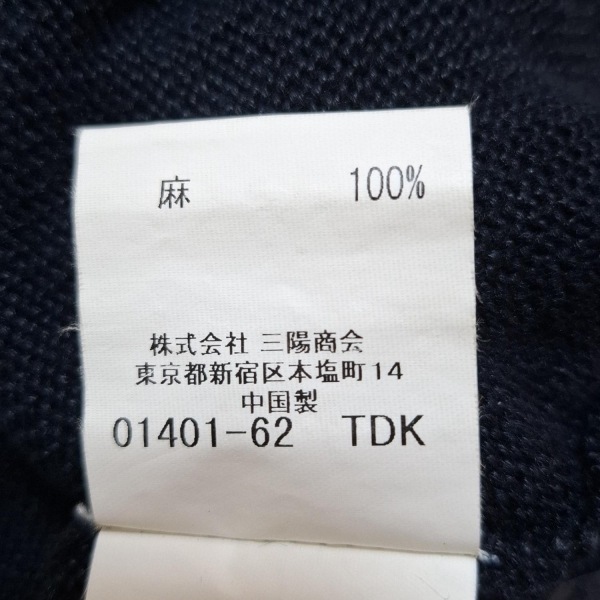 麻 100%
株式会社 三陽商会
東京都新宿区本塩町14
中国製
01401-62 TDK